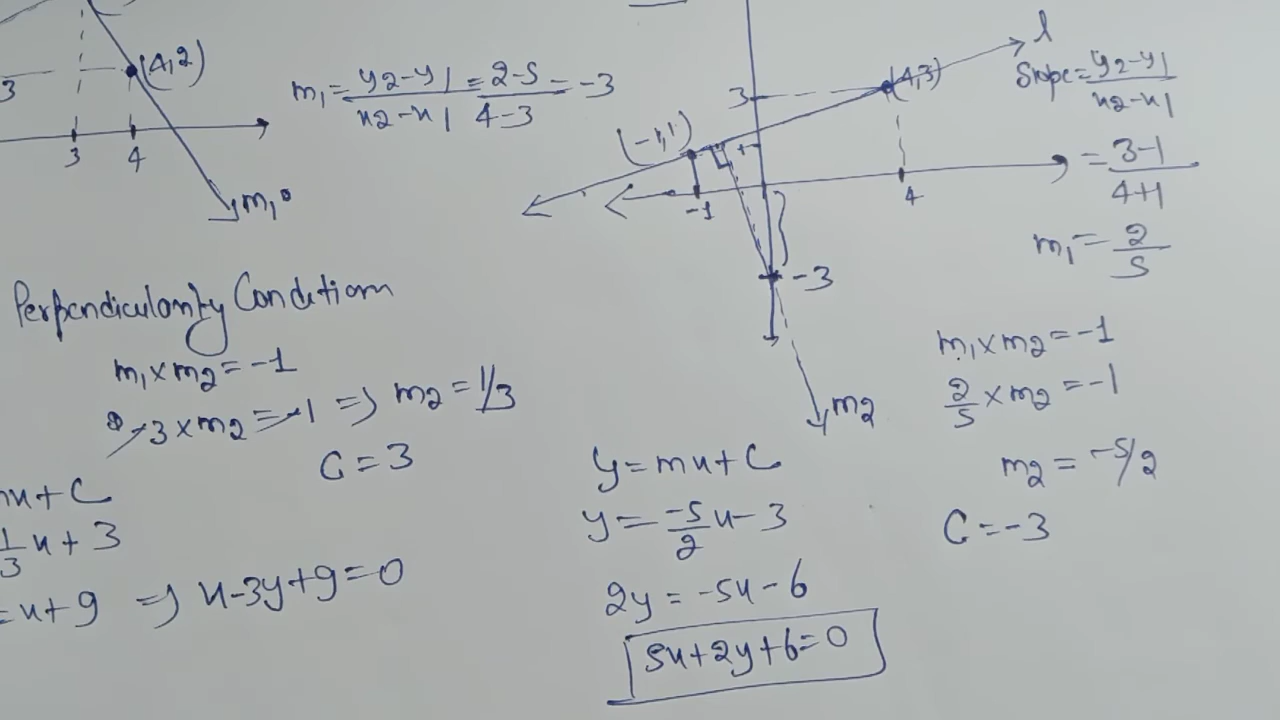 (4,2)
3
3
4
m₁
m₁ = y2-y1/x2-x1 = 2-5/4-3 = -3
Perpendicularity Condition
m₁ x m2 = -1
-3 x m2 = -1 => m2 = 1/3
C = 3
mx + C
1/3 x + 3
= x + 9 => x - 3y + 9 = 0
l
(4,3)
3
(-1,1)
1
-1
4
-3
m2
Slope = y2-y1/x2-x1
= 3-1/4+1
m₁ = 2/5
m₁ x m2 = -1
2/5 x m2 = -1
m2 = -5/2
C = -3
y = mx + C
y = -5/2 x - 3
2y = -5x - 6
5x + 2y + 6 = 0